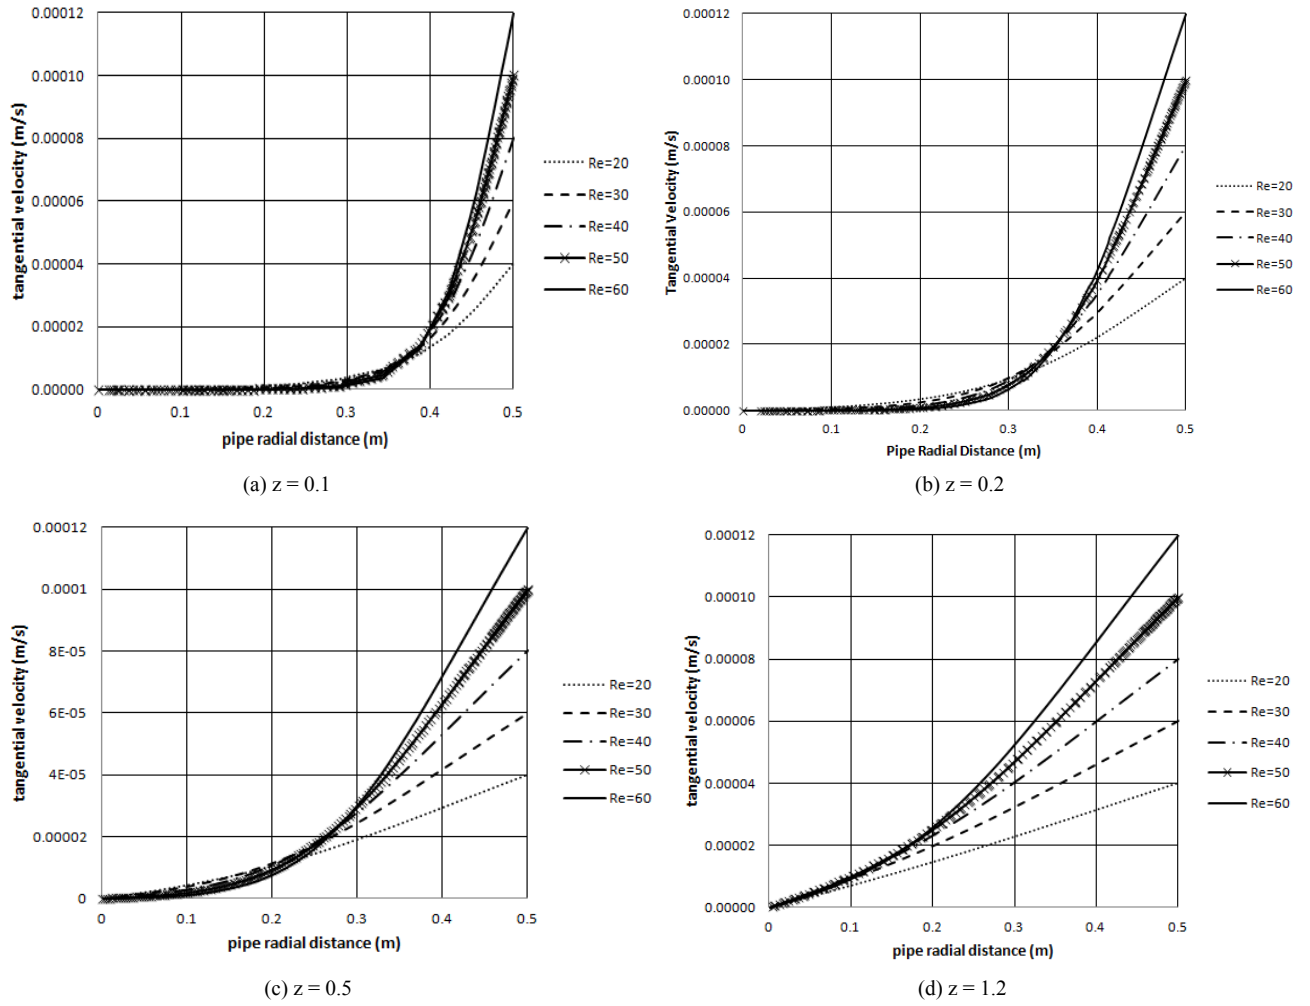 0.00012
0.00010
0.00008
0.00006
0.00004
0.00002
0.00000
tangential velocity (m/s)
0 0.1 0.2 0.3 0.4 0.5
pipe radial distance (m)
Re=20
Re=30
Re=40
Re=50
Re=60
(a) z = 0.1
0.00012
0.00010
0.00008
0.00006
0.00004
0.00002
0.00000
Tangential Velocity (m/s)
0 0.1 0.2 0.3 0.4 0.5
Pipe Radial Distance (m)
Re=20
Re=30
Re=40
Re=50
Re=60
(b) z = 0.2
0.00012
0.0001
8E-05
6E-05
4E-05
0.00002
0
tangential velocity (m/s)
0 0.1 0.2 0.3 0.4 0.5
pipe radial distance (m)
Re=20
Re=30
Re=40
Re=50
Re=60
(c) z = 0.5
0.00012
0.00010
0.00008
0.00006
0.00004
0.00002
0.00000
tangential velocity (m/s)
0 0.1 0.2 0.3 0.4 0.5
pipe radial distance (m)
Re=20
Re=30
Re=40
Re=50
Re=60
(d) z = 1.2